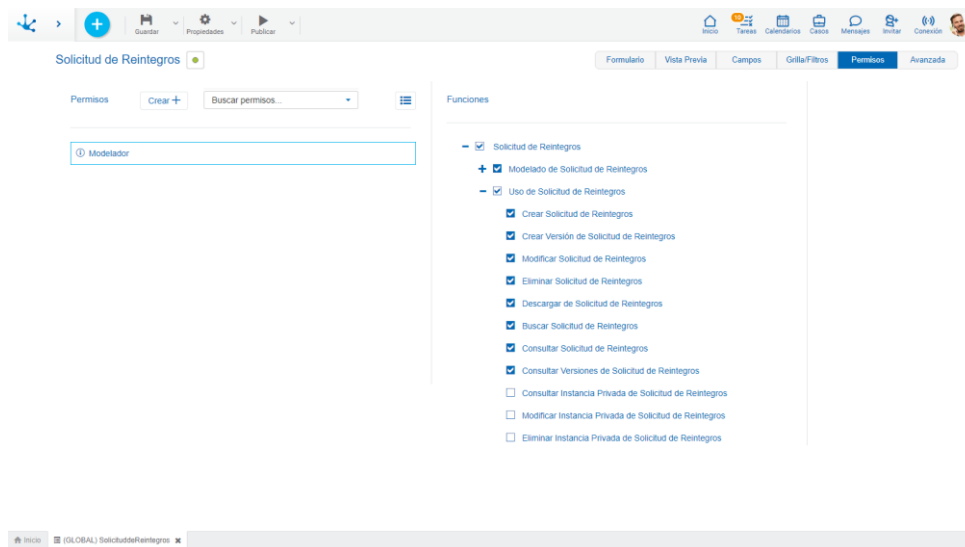 Guardar
Propiedades
Publicar
Inicio
10
Tareas
Calendarios
Casos
Mensajes
Invitar
Conexión
Solicitud de Reintegros
Formulario
Vista Previa
Campos
Grilla/Filtros
Permisos
Avanzada
Permisos
Crear
Buscar permisos...
Funciones
Modelador
Solicitud de Reintegros
Modelado de Solicitud de Reintegros
Uso de Solicitud de Reintegros
Crear Solicitud de Reintegros
Crear Versión de Solicitud de Reintegros
Modificar Solicitud de Reintegros
Eliminar Solicitud de Reintegros
Descargar de Solicitud de Reintegros
Buscar Solicitud de Reintegros
Consultar Solicitud de Reintegros
Consultar Versiones de Solicitud de Reintegros
Consultar Instancia Privada de Solicitud de Reintegros
Modificar Instancia Privada de Solicitud de Reintegros
Eliminar Instancia Privada de Solicitud de Reintegros
Inicio
(GLOBAL) SolicituddeReintegros